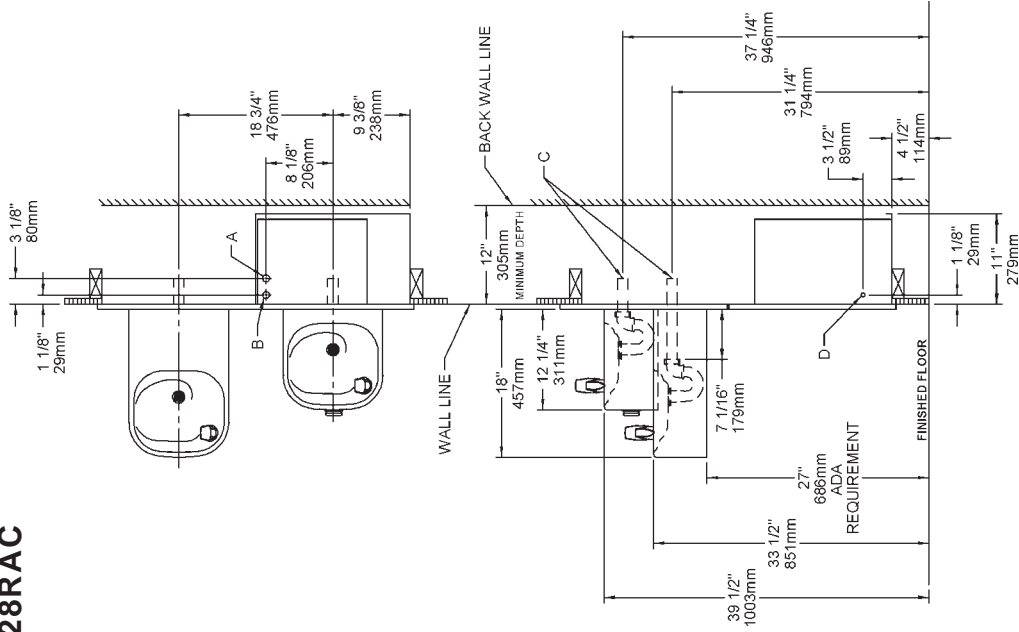 28RAC
3 1/8"
80mm
1 1/8"
29mm
A
B
18 3/4"
476mm
8 1/8"
206mm
9 3/8"
238mm
BACK WALL LINE
WALL LINE
12"
305mm
MINIMUM DEPTH
C
37 1/4"
946mm
31 1/4"
794mm
3 1/2"
89mm
4 1/2"
114mm
18"
457mm
12 1/4"
311mm
7 1/16"
179mm
D
1 1/8"
29mm
11"
279mm
27"
686mm
ADA
REQUIREMENT
FINISHED FLOOR
33 1/2"
851mm
39 1/2"
1003mm